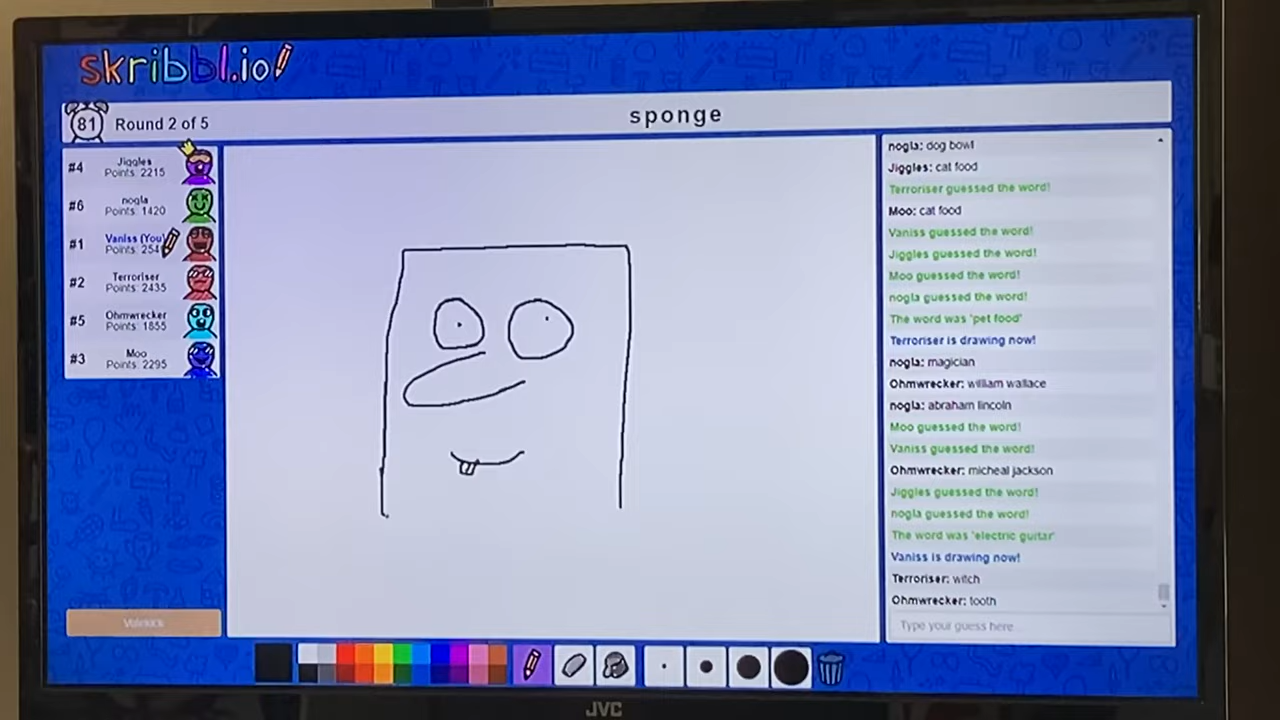 skribbl.io
81
Round 2 of 5
sponge
#4
Jiggles
Points: 2215
#6
nogla
Points: 1420
#1
Vaniss (You)
Points: 254
#2
Terroriser
Points: 2435
#5
Ohmwrecker
Points: 1855
#3
Moo
Points: 2295
nogla: dog bowl
Jiggles: cat food
Terroriser guessed the word!
Moo: cat food
Vaniss guessed the word!
Jiggles guessed the word!
Moo guessed the word!
nogla guessed the word!
The word was 'pet food'
Terroriser is drawing now!
nogla: magician
Ohmwrecker: william wallace
nogla: abraham lincoln
Moo guessed the word!
Vaniss guessed the word!
Ohmwrecker: micheal jackson
Jiggles guessed the word!
nogla guessed the word!
The word was 'electric guitar'
Vaniss is drawing now!
Terroriser: witch
Ohmwrecker: tooth
Type your guess here...
JVC